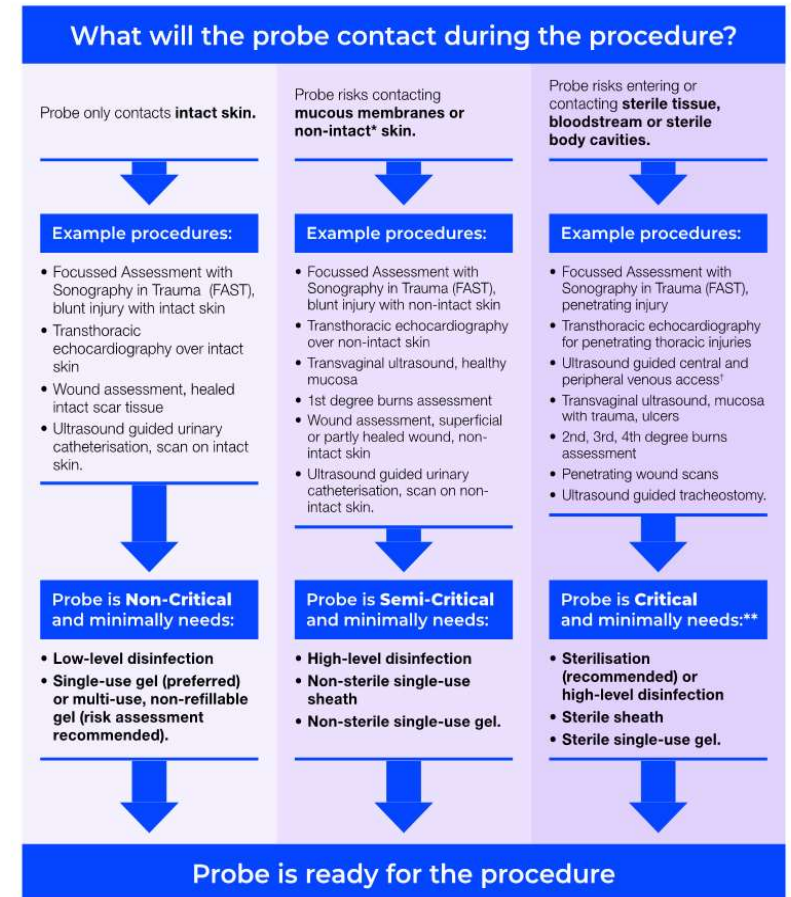 What will the probe contact during the procedure?
Probe only contacts intact skin.
Example procedures:
• Focussed Assessment with
Sonography in Trauma (FAST),
blunt injury with intact skin
• Transthoracic
echocardiography over intact
skin
• Wound assessment, healed
intact scar tissue
• Ultrasound guided urinary
catheterisation, scan on intact
skin.
Probe is Non-Critical
and minimally needs:
• Low-level disinfection
• Single-use gel (preferred)
or multi-use, non-refillable
gel (risk assessment
recommended).
Probe risks contacting
mucous membranes or
non-intact* skin.
Example procedures:
• Focussed Assessment with
Sonography in Trauma (FAST),
blunt injury with non-intact skin
• Transthoracic echocardiography
over non-intact skin
• Transvaginal ultrasound, healthy
mucosa
• 1st degree burns assessment
• Wound assessment, superficial
or partly healed wound, non-
intact skin
• Ultrasound guided urinary
catheterisation, scan on non-
intact skin.
Probe is Semi-Critical
and minimally needs:
• High-level disinfection
• Non-sterile single-use
sheath
• Non-sterile single-use gel.
Probe risks entering or
contacting sterile tissue,
bloodstream or sterile
body cavities.
Example procedures:
• Focussed Assessment with
Sonography in Trauma (FAST),
penetrating injury
• Transthoracic echocardiography
for penetrating thoracic injuries
• Ultrasound guided central and
peripheral venous access†
• Transvaginal ultrasound, mucosa
with trauma, ulcers
• 2nd, 3rd, 4th degree burns
assessment
• Penetrating wound scans
• Ultrasound guided tracheostomy.
Probe is Critical
and minimally needs:**
• Sterilisation
(recommended) or
high-level disinfection
• Sterile sheath
• Sterile single-use gel.
Probe is ready for the procedure